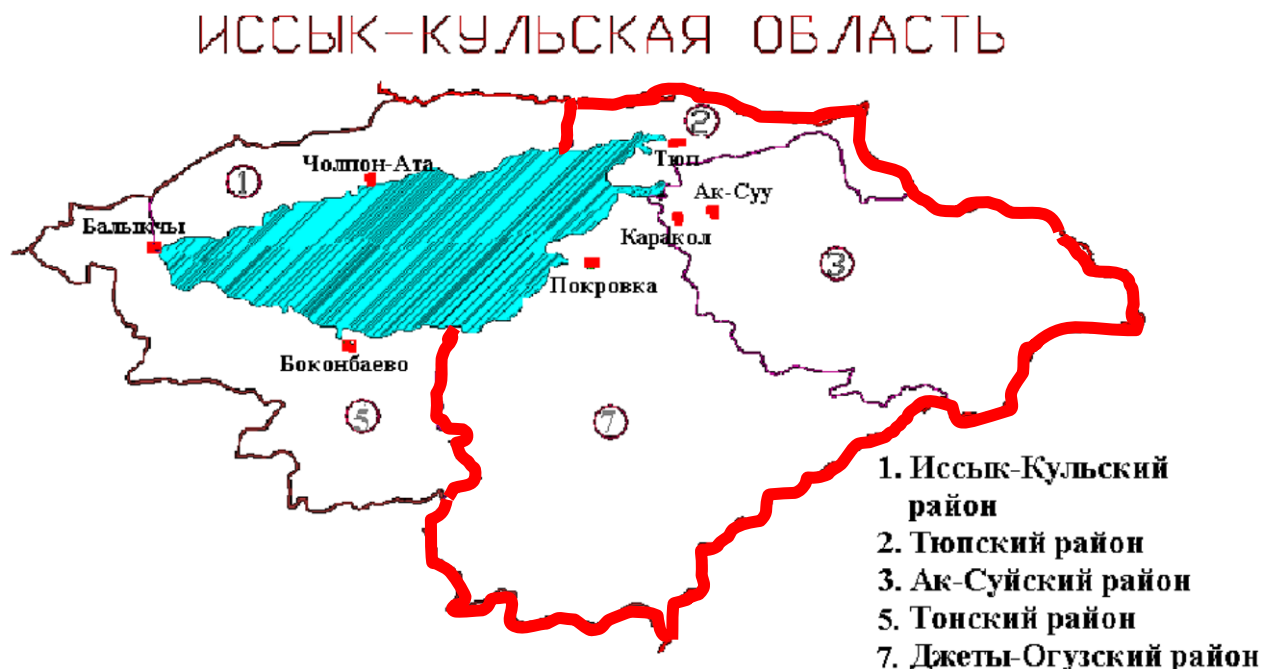 ИССЫК-КУЛЬСКАЯ ОБЛАСТЬ
2
Тюп
Чолпон-Ата
1
Ак-Суу
Балыкчы
Каракол
3
Покровка
Боконбаево
5
7
1. Иссык-Кульский
район
2. Тюпский район
3. Ак-Суйский район
5. Тонский район
7. Джеты-Огузский район